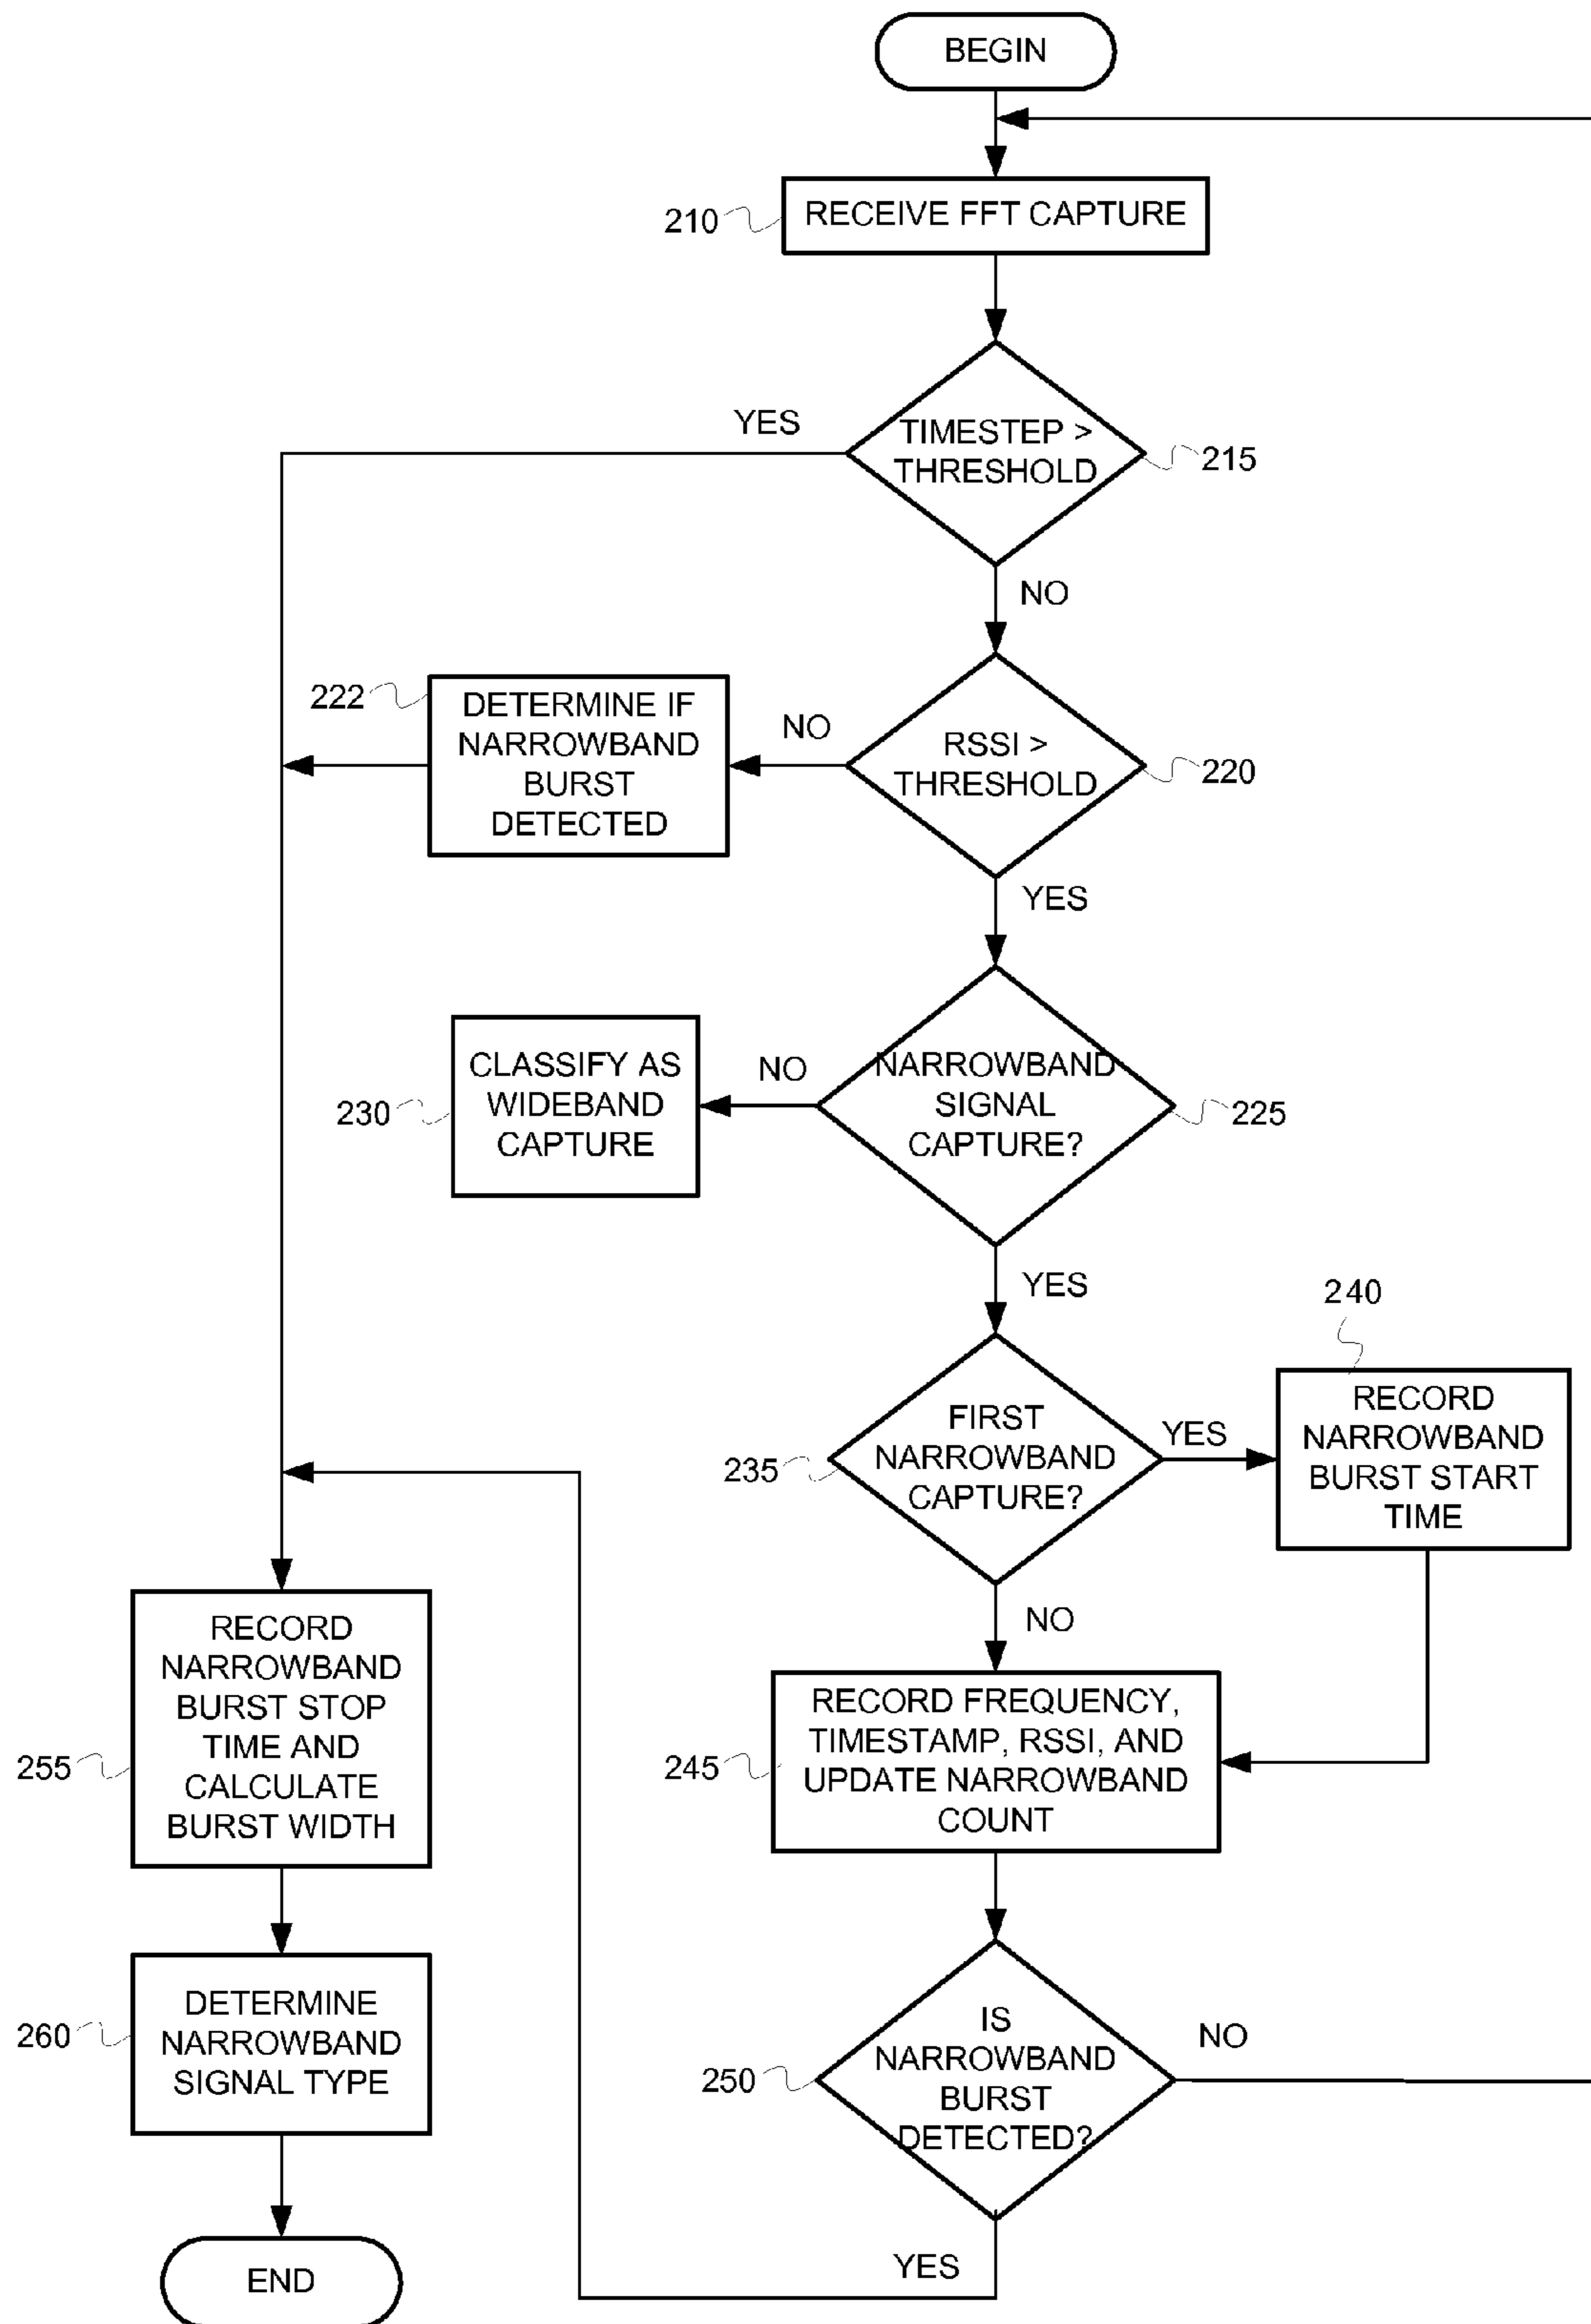 BEGIN
210
RECEIVE FFT CAPTURE
YES
TIMESTEP >
THRESHOLD
215
NO
222
DETERMINE IF
NARROWBAND
BURST
DETECTED
NO
RSSI >
THRESHOLD
220
YES
230
CLASSIFY AS
WIDEBAND
CAPTURE
NO
NARROWBAND
SIGNAL
CAPTURE?
225
YES
240
235
FIRST
NARROWBAND
CAPTURE?
YES
RECORD
NARROWBAND
BURST START
TIME
NO
255
RECORD
NARROWBAND
BURST STOP
TIME AND
CALCULATE
BURST WIDTH
245
RECORD FREQUENCY,
TIMESTAMP, RSSI, AND
UPDATE NARROWBAND
COUNT
260
DETERMINE
NARROWBAND
SIGNAL TYPE
250
IS
NARROWBAND
BURST
DETECTED?
NO
YES
END